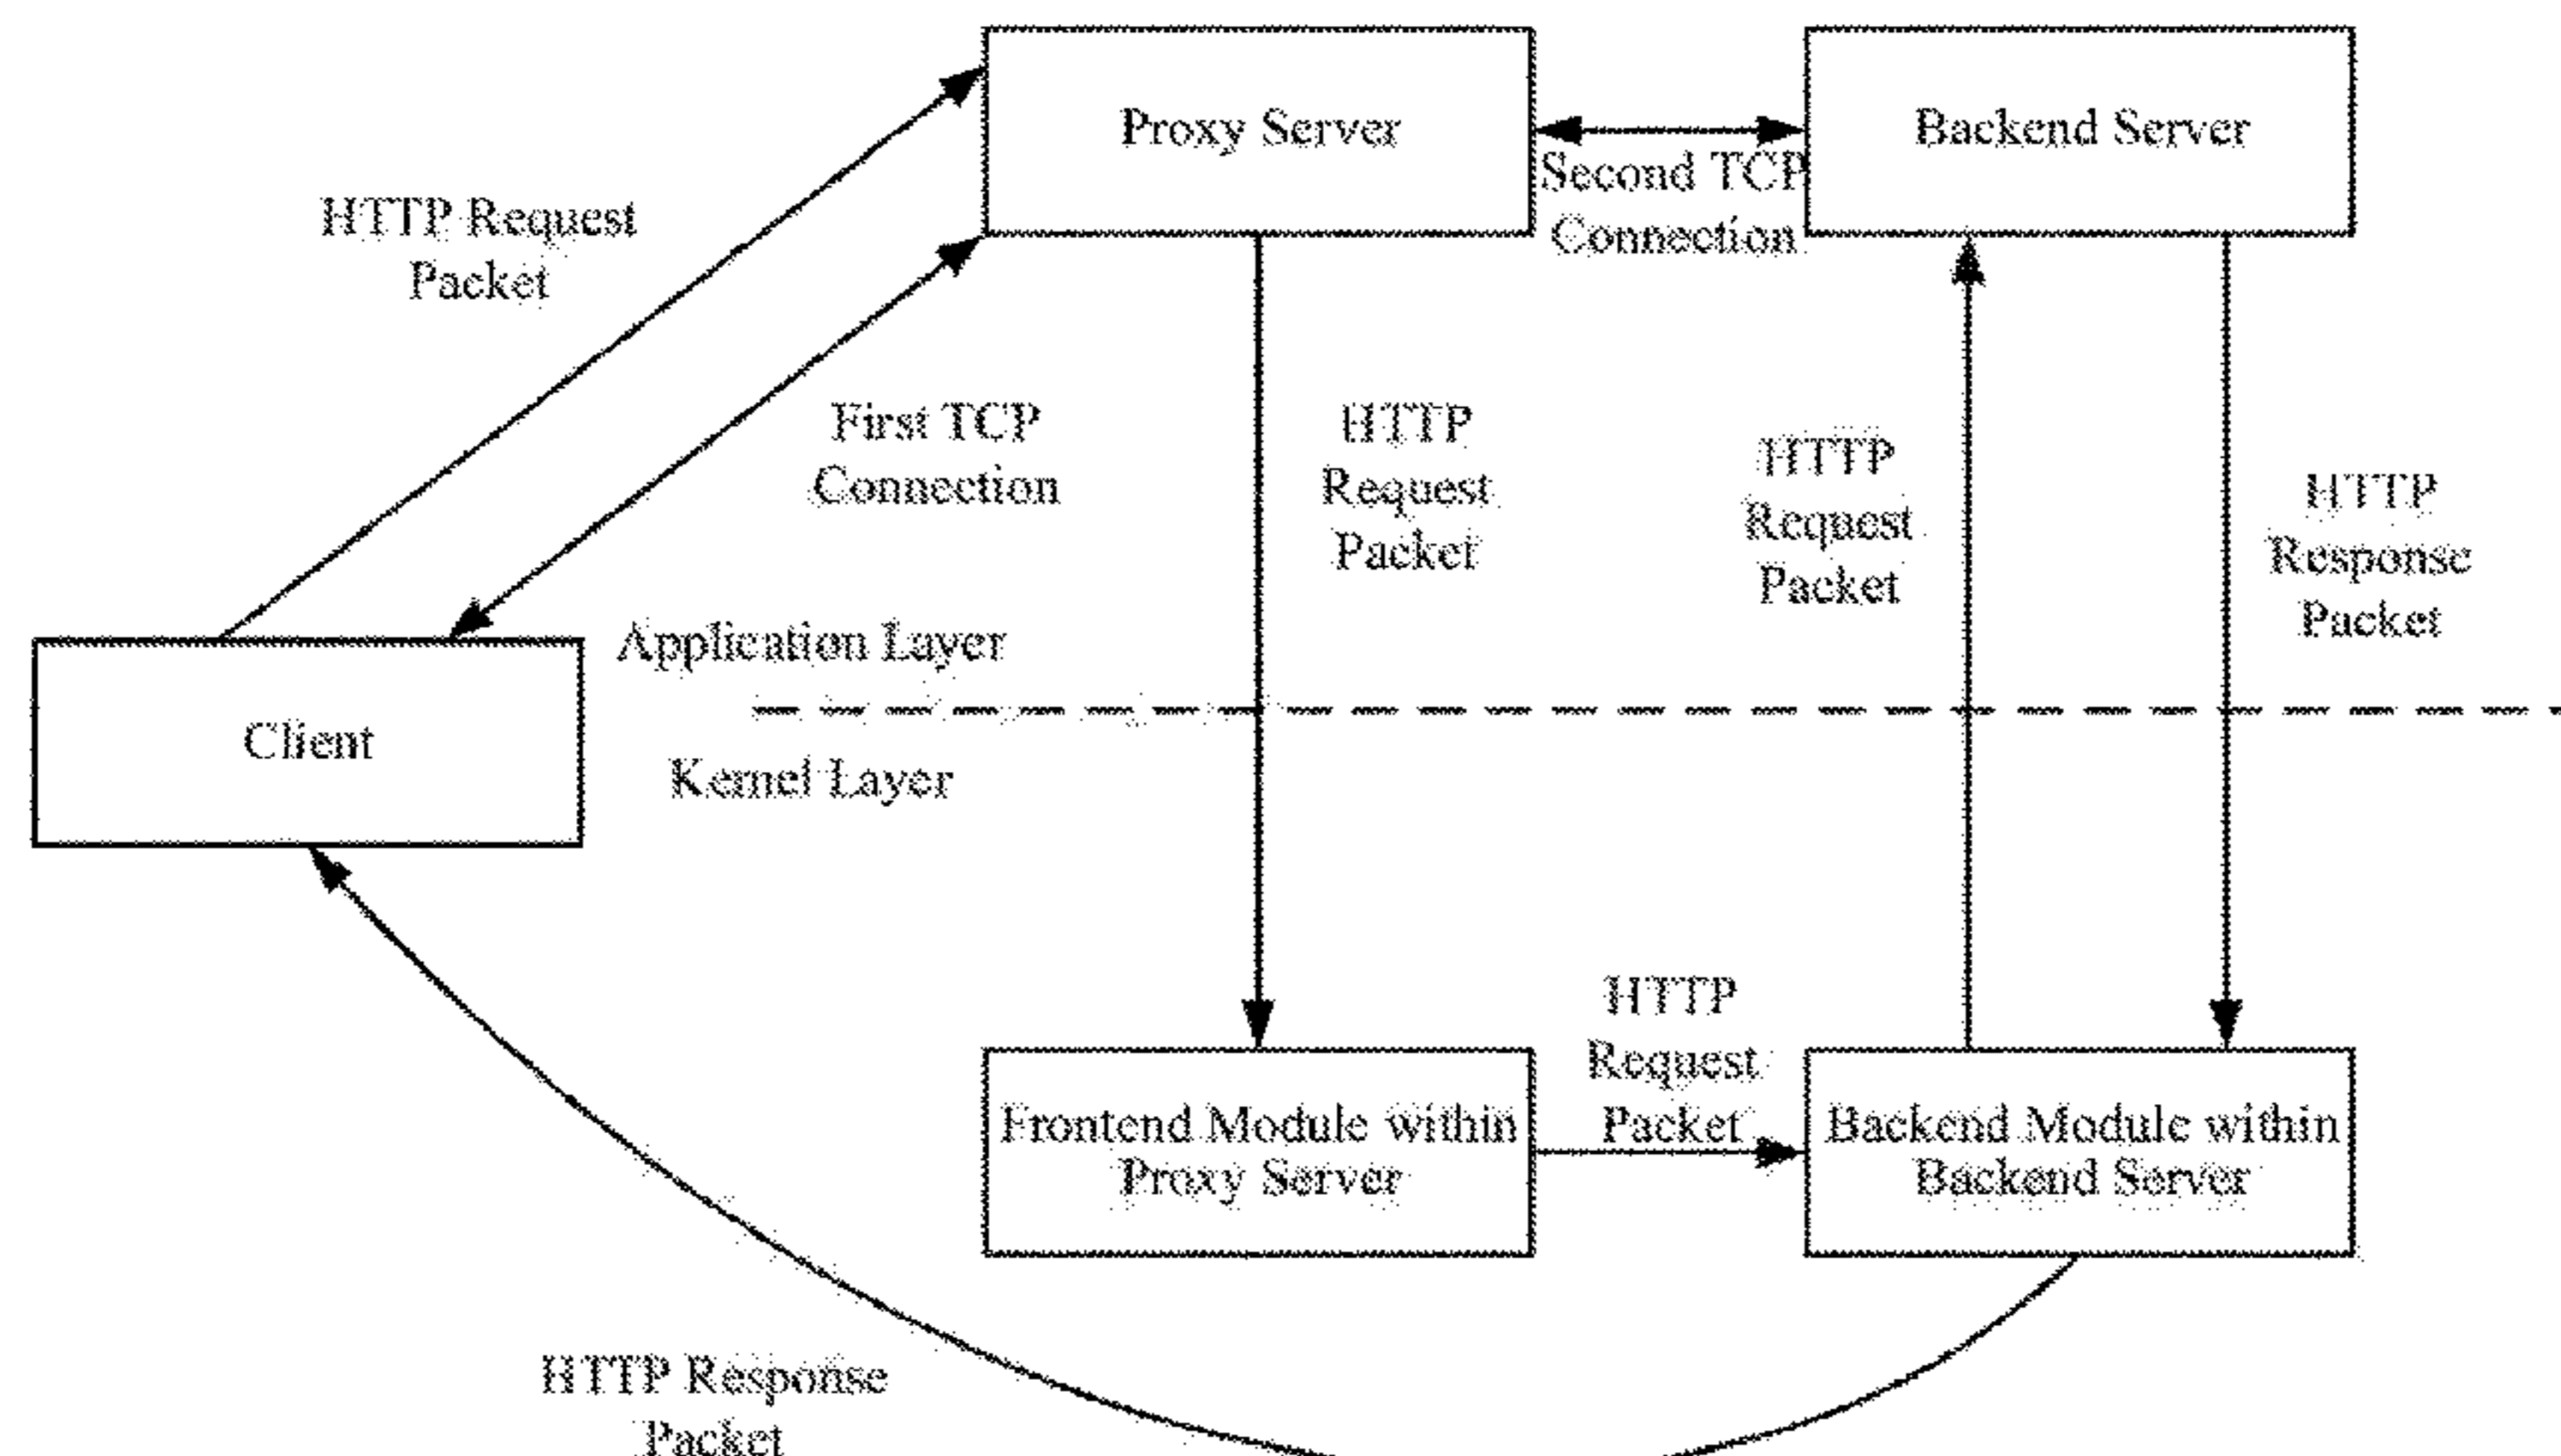 Proxy Server
Backend Server
Second TCP
Connection
HTTP Request
Packet
First TCP
Connection
HTTP
Request
Packet
HTTP
Request
Packet
HTTP
Response
Packet
Application Layer
Client
Kernel Layer
HTTP
Request
Packet
Frontend Module within
Proxy Server
Backend Module within
Backend Server
HTTP Response
Packet